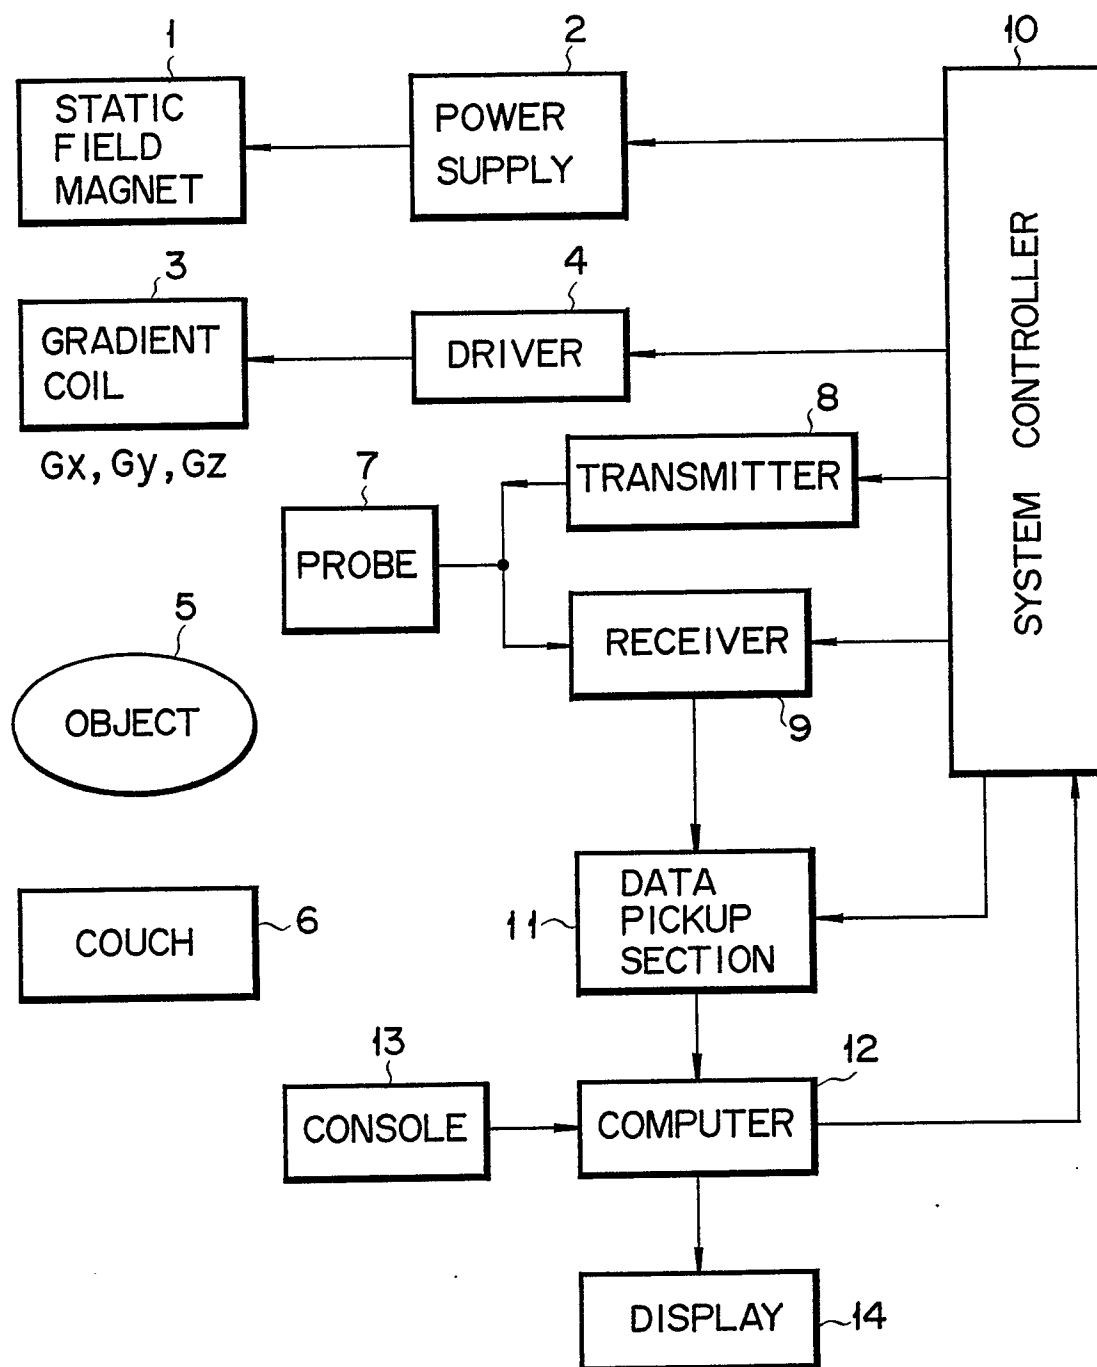 1
2
10
STATIC
FIELD
MAGNET
POWER
SUPPLY
3
4
GRADIENT
COIL
DRIVER
SYSTEM CONTROLLER
8
Gx, Gy, Gz
7
TRANSMITTER
PROBE
5
RECEIVER
9
OBJECT
DATA
PICKUP
SECTION
11
COUCH
6
13
12
CONSOLE
COMPUTER
DISPLAY
14